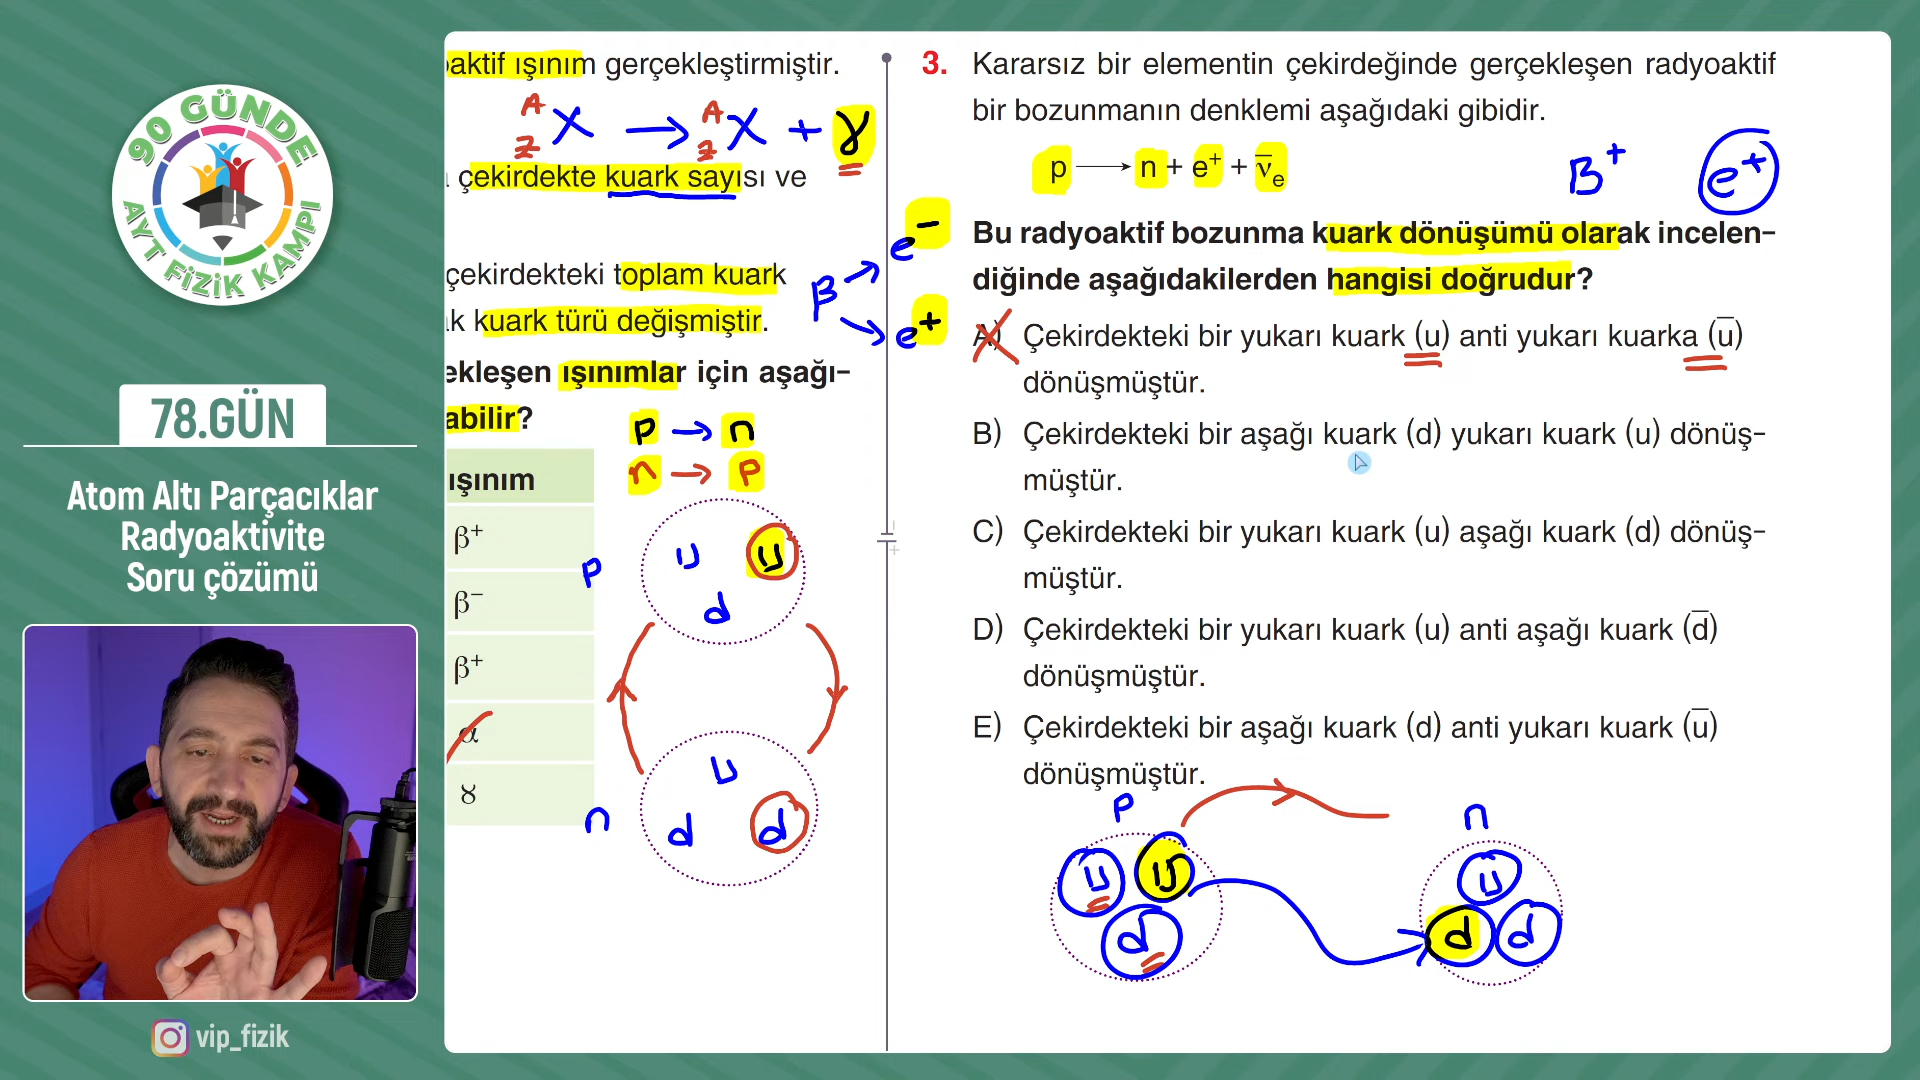 90 GÜNDE
AYT FİZİK KAMPI
78.GÜN
Atom Altı Parçacıklar
Radyoaktivite
Soru çözümü
vip_fizik
aktif ışınım gerçekleştirmiştir.
A Z X → A Z X + γ
çekirdekte kuark sayısı ve
çekirdekteki toplam kuark
k kuark türü değişmiştir.
β → e⁻
→ e⁺
ekleşen ışınımlar için aşağı-
abilir?
p → n
n → p
ışınım
β⁺
β⁻
β⁺
α
γ
p
u u
d
n
u
d d
3. Kararsız bir elementin çekirdeğinde gerçekleşen radyoaktif
bir bozunmanın denklemi aşağıdaki gibidir.
p → n + e⁺ + ν̅ₑ
β⁺ e⁺
Bu radyoaktif bozunma kuark dönüşümü olarak incelen-
diğinde aşağıdakilerden hangisi doğrudur?
A) Çekirdekteki bir yukarı kuark (u) anti yukarı kuarka (u̅)
dönüşmüştür.
B) Çekirdekteki bir aşağı kuark (d) yukarı kuark (u) dönüş-
müştür.
C) Çekirdekteki bir yukarı kuark (u) aşağı kuark (d) dönüş-
müştür.
D) Çekirdekteki bir yukarı kuark (u) anti aşağı kuark (d̅)
dönüşmüştür.
E) Çekirdekteki bir aşağı kuark (d) anti yukarı kuark (u̅)
dönüşmüştür.
p n
u u u
d d d